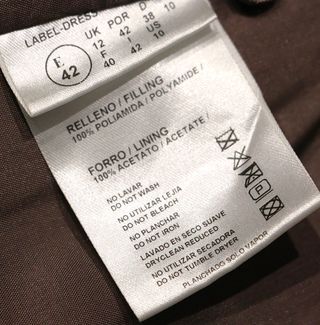 LABEL-DRESS
E 42
UK POR D US
12 42 38 10
F I US
40 42 10
RELLENO / FILLING
100% POLIAMIDA / POLYAMIDE /
FORRO / LINING
100% ACETATO / ACETATE /
NO LAVAR
DO NOT WASH
NO UTILIZAR LEJIA
DO NOT BLEACH
NO PLANCHAR
DO NOT IRON
LAVADO EN SECO SUAVE
DRYCLEAN REDUCED
NO UTILIZAR SECADORA
DO NOT TUMBLE DRYER
PLANCHADO SOLO VAPOR